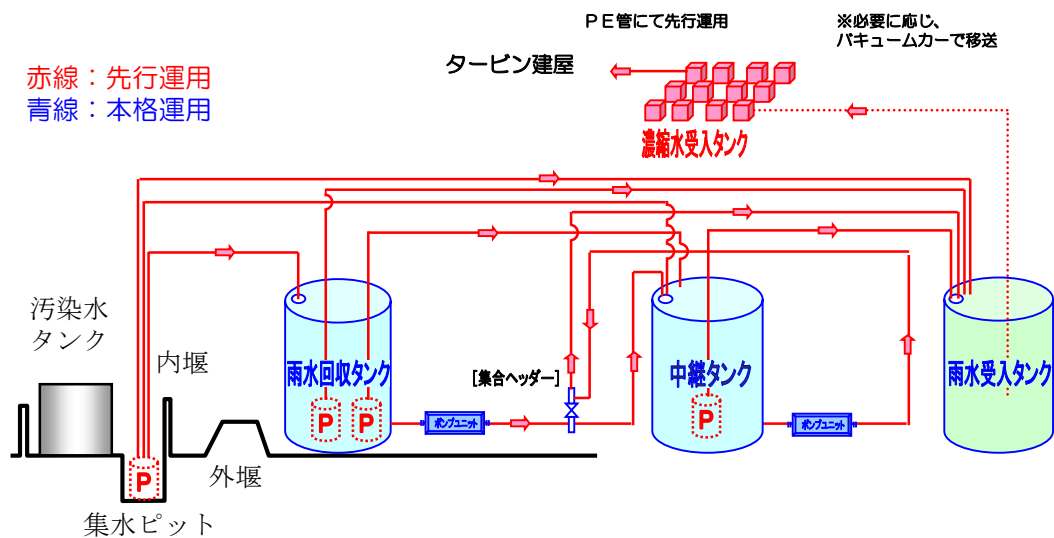 ＰＥ管にて先行運用
※必要に応じ、
バキュームカーで移送
タービン建屋
赤線：先行運用
青線：本格運用
濃縮水受入タンク
汚染水
タンク
内堰
雨水回収タンク
[集合ヘッダー]
中継タンク
雨水受入タンク
P
P
P
ポンプユニット
ポンプユニット
外堰
P
集水ピット